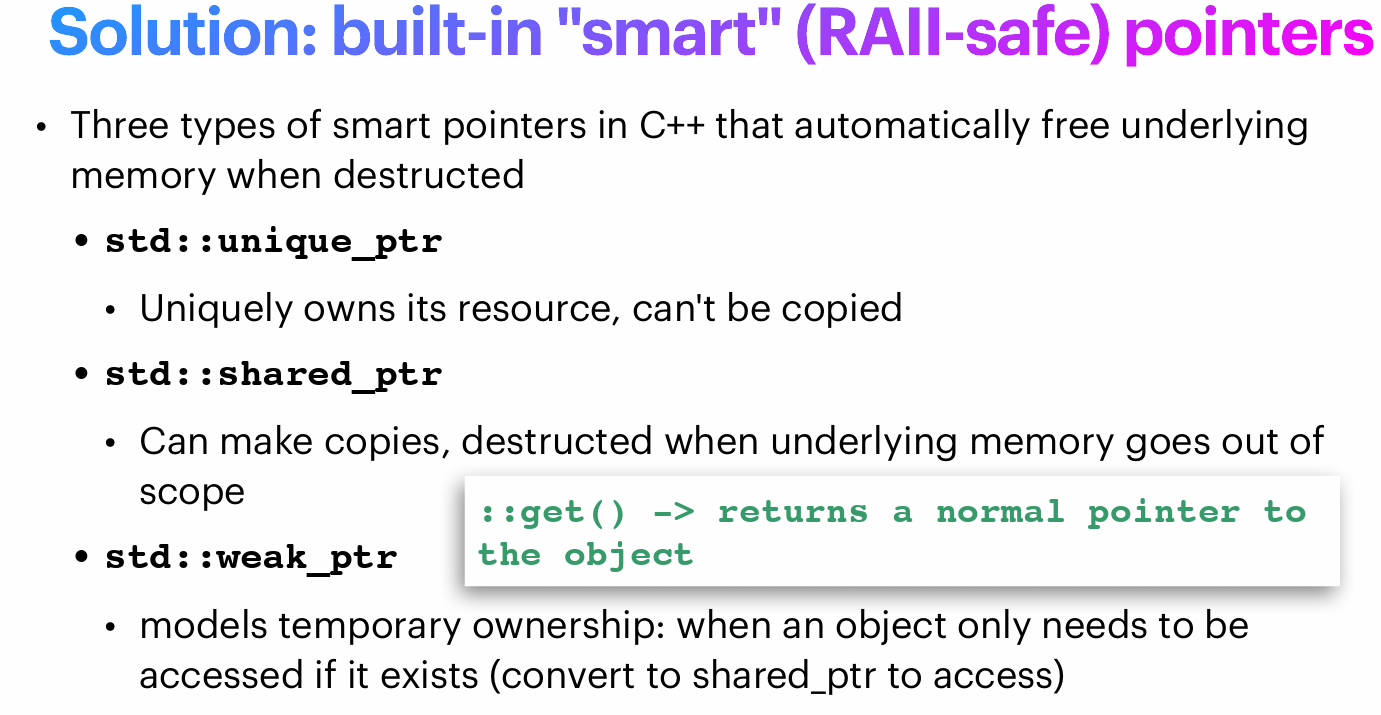 Solution: built-in "smart" (RAII-safe) pointers
• Three types of smart pointers in C++ that automatically free underlying
memory when destructed
• std::unique_ptr
• Uniquely owns its resource, can't be copied
• std::shared_ptr
• Can make copies, destructed when underlying memory goes out of
scope
::get() -> returns a normal pointer to
the object
• std::weak_ptr
• models temporary ownership: when an object only needs to be
accessed if it exists (convert to shared_ptr to access)